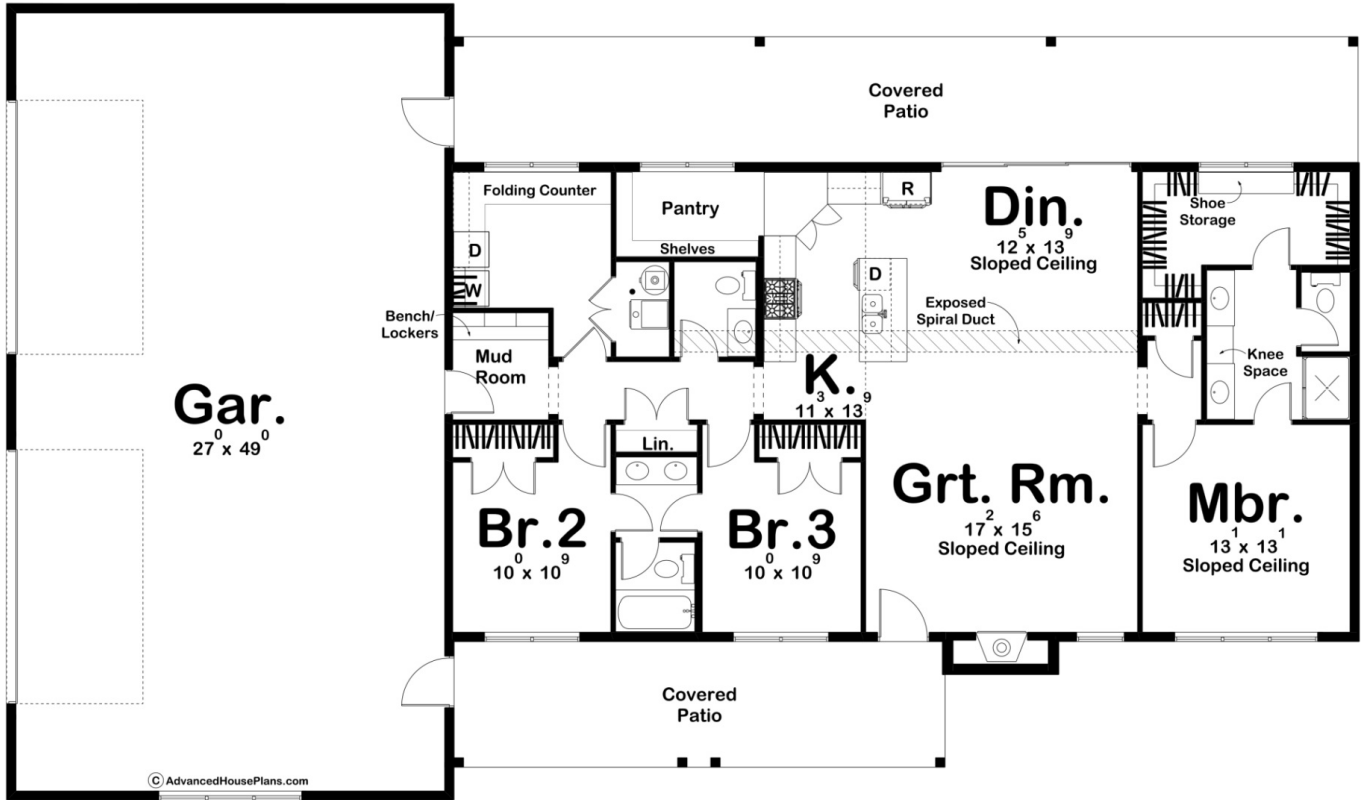 Covered
Patio
Folding Counter
Pantry
Shelves
R
D
W
D
Din.
12⁵ x 13⁹
Sloped Ceiling
Shoe
Storage
Bench/
Lockers
Mud
Room
Exposed
Spiral Duct
Knee
Space
K.
11³ x 13⁹
Gar.
27⁰ x 49⁰
Lin.
Br.2
10⁰ x 10⁹
Br.3
10⁰ x 10⁹
Grt. Rm.
17² x 15⁶
Sloped Ceiling
Mbr.
13¹ x 13¹
Sloped Ceiling
Covered
Patio
© AdvancedHousePlans.com